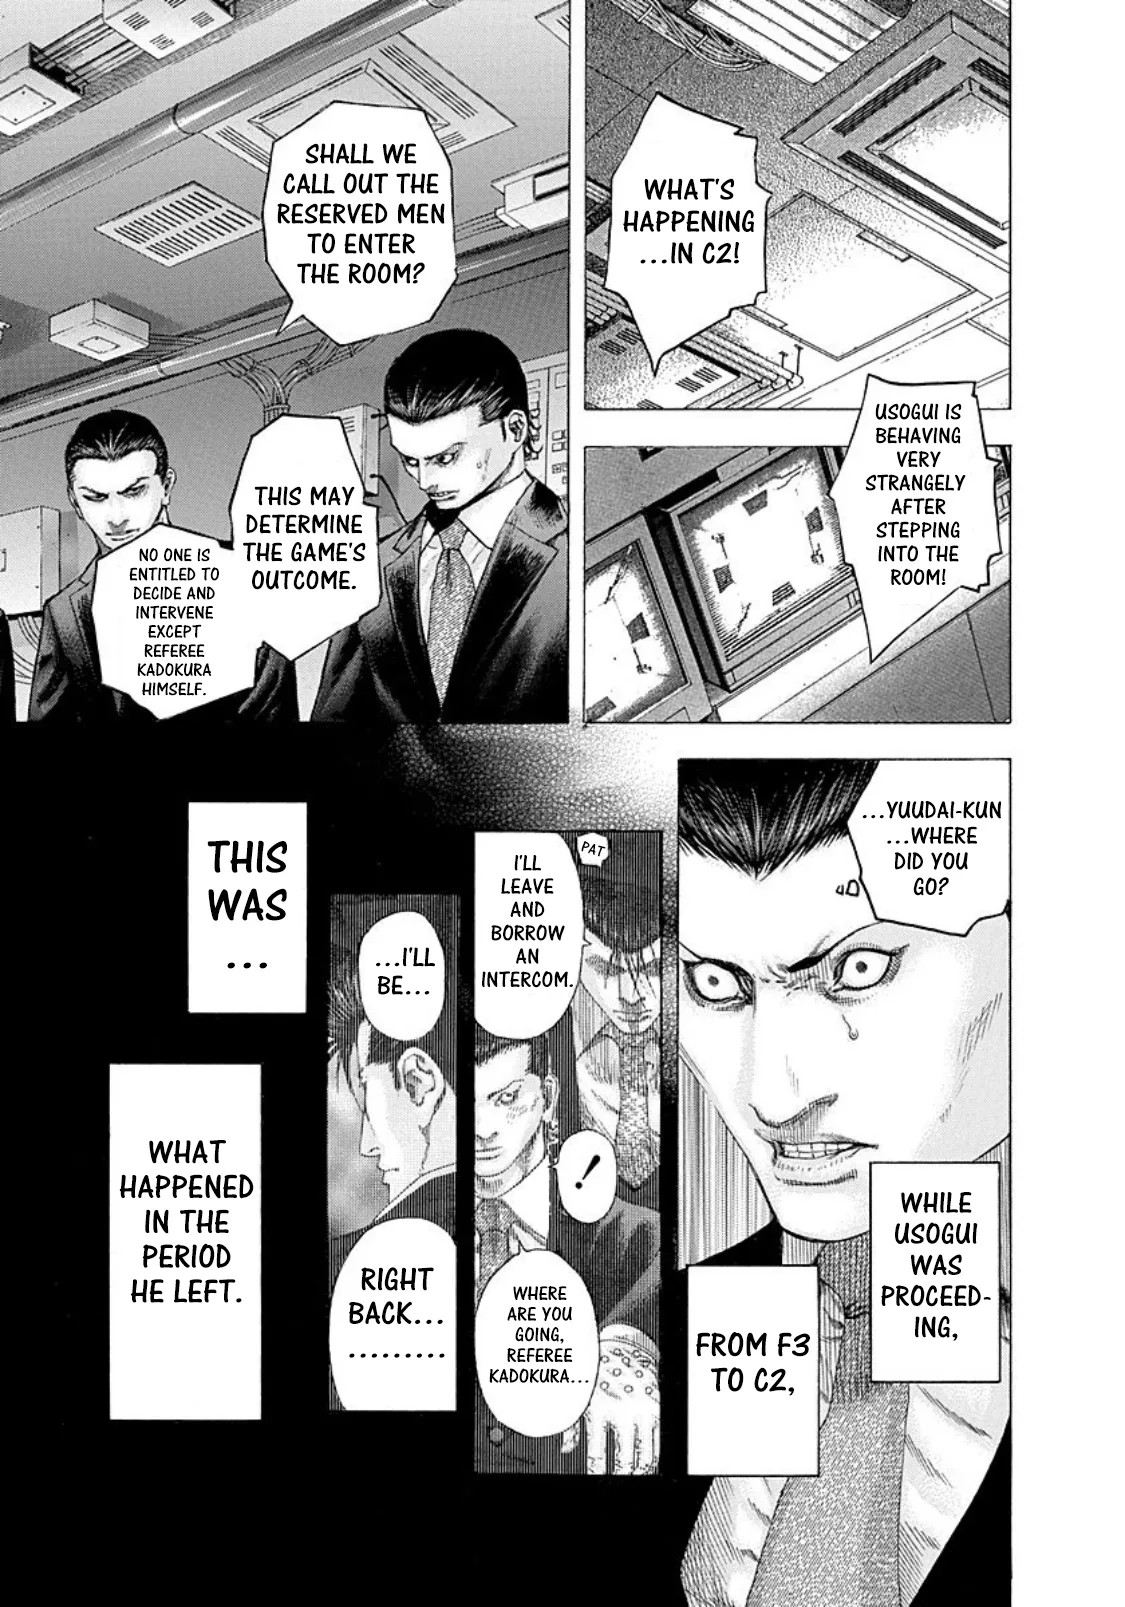 WHAT'S
HAPPENING
...IN C2!
USOGUI IS
BEHAVING
VERY
STRANGELY
AFTER
STEPPING
INTO THE
ROOM!
SHALL WE
CALL OUT THE
RESERVED MEN
TO ENTER
THE ROOM?
THIS MAY
DETERMINE
THE GAME'S
OUTCOME.
NO ONE IS
ENTITLED TO
DECIDE AND
INTERVENE
EXCEPT
REFEREE
KADOKURA
HIMSELF.
...YUUDAI-KUN
...WHERE
DID YOU
GO?
WHILE
USOGUI
WAS
PROCEED-
ING,
FROM F3
TO C2,
PAT
I'LL
LEAVE
AND
BORROW
AN
INTERCOM.
!
WHERE
ARE YOU
GOING,
REFEREE
KADOKURA...
...I'LL
BE...
RIGHT
BACK...
.........
THIS
WAS
...
WHAT
HAPPENED
IN THE
PERIOD
HE LEFT.